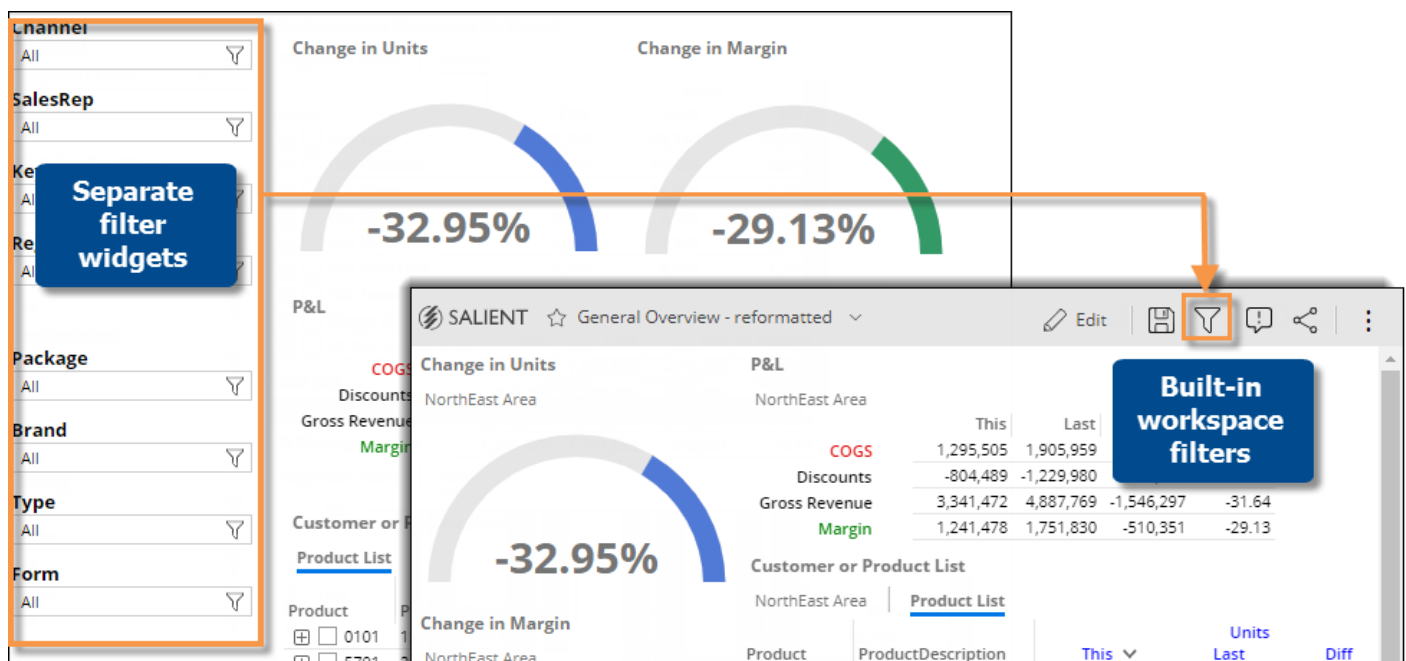 Channel
All
SalesRep
All
Separate
filter
widgets
Package
All
Brand
All
Type
All
Form
All
Change in Units
Change in Margin
-32.95%
-29.13%
P&L
COGS
Discounts
Gross Revenue
Margin
Product List
Product
0101
SALIENT
General Overview - reformatted
Edit
Change in Units
NorthEast Area
-32.95%
Change in Margin
NorthEast Area
P&L
NorthEast Area
This Last
COGS 1,295,505 1,905,959
Discounts -804,489 -1,229,980
Gross Revenue 3,341,472 4,887,769 -1,546,297 -31.64
Margin 1,241,478 1,751,830 -510,351 -29.13
Built-in
workspace
filters
Customer or Product List
NorthEast Area Product List
Units
Product ProductDescription This Last Diff